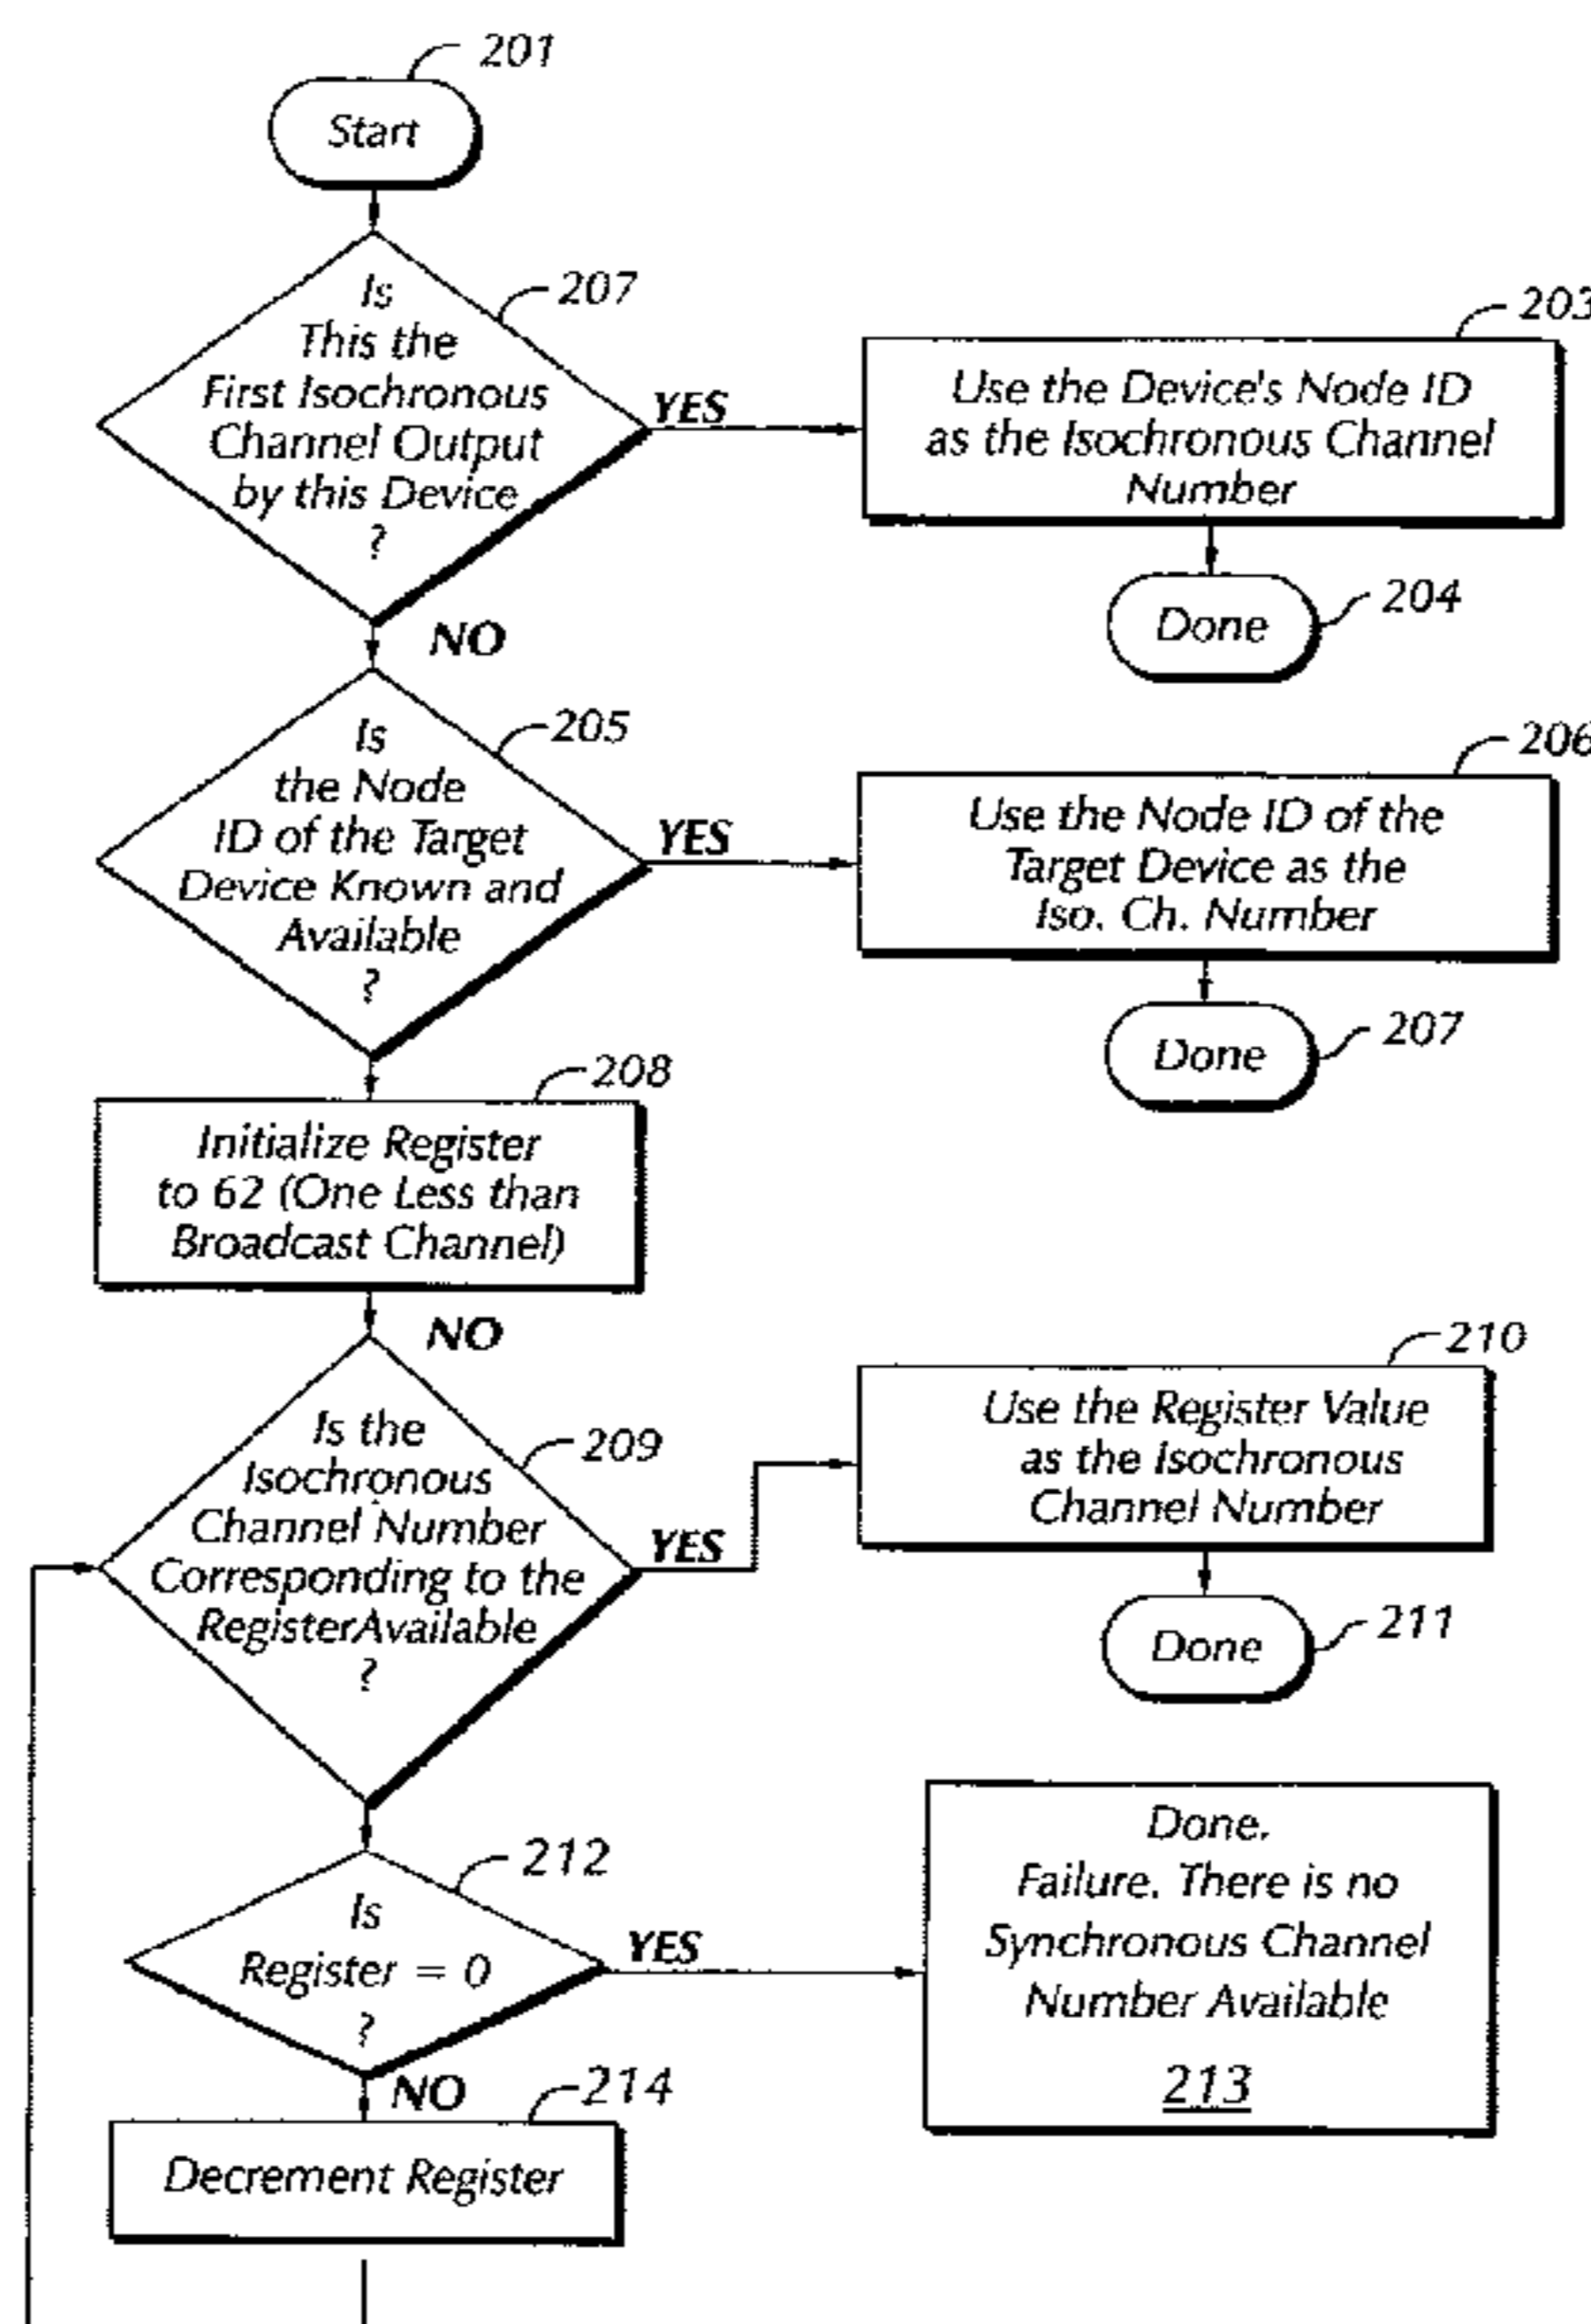 201
Start
207
Is
This the
First Isochronous
Channel Output
by this Device
?
YES
203
Use the Device's Node ID
as the Isochronous Channel
Number
204
Done
NO
205
Is
the Node
ID of the Target
Device Known and
Available
?
YES
206
Use the Node ID of the
Target Device as the
Iso. Ch. Number
207
Done
208
Initialize Register
to 62 (One Less than
Broadcast Channel)
NO
209
Is the
Isochronous
Channel Number
Corresponding to the
RegisterAvailable
?
YES
210
Use the Register Value
as the Isochronous
Channel Number
211
Done
212
Is
Register = 0
?
YES
Done.
Failure. There is no
Synchronous Channel
Number Available
213
NO
214
Decrement Register